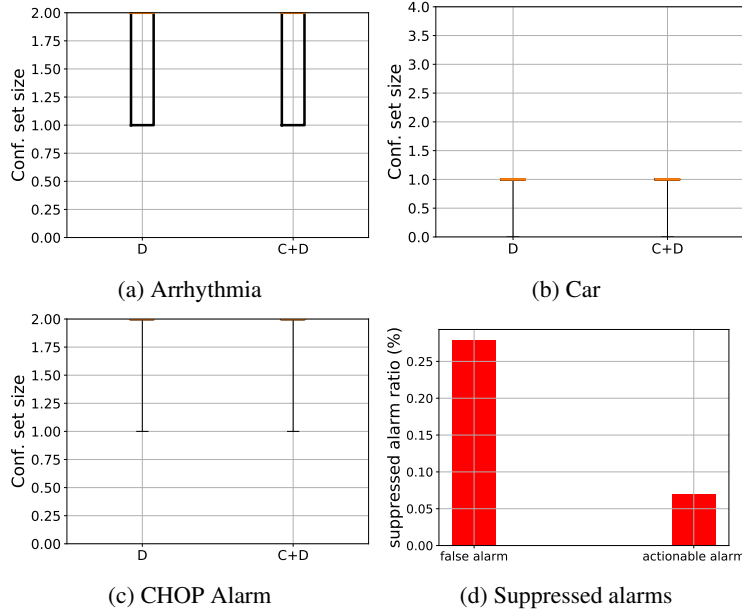 2.00
1.75
1.50
1.25
1.00
0.75
0.50
0.25
0.00
Conf. set size
D
C+D
(a) Arrhythmia
4.0
3.5
3.0
2.5
2.0
1.5
1.0
0.5
0.0
Conf. set size
D
C+D
(b) Car
2.00
1.75
1.50
1.25
1.00
0.75
0.50
0.25
0.00
Conf. set size
D
C+D
(c) CHOP Alarm
0.25
0.20
0.15
0.10
0.05
0.00
suppressed alarm ratio (%)
false alarm
actionable alarm
(d) Suppressed alarms